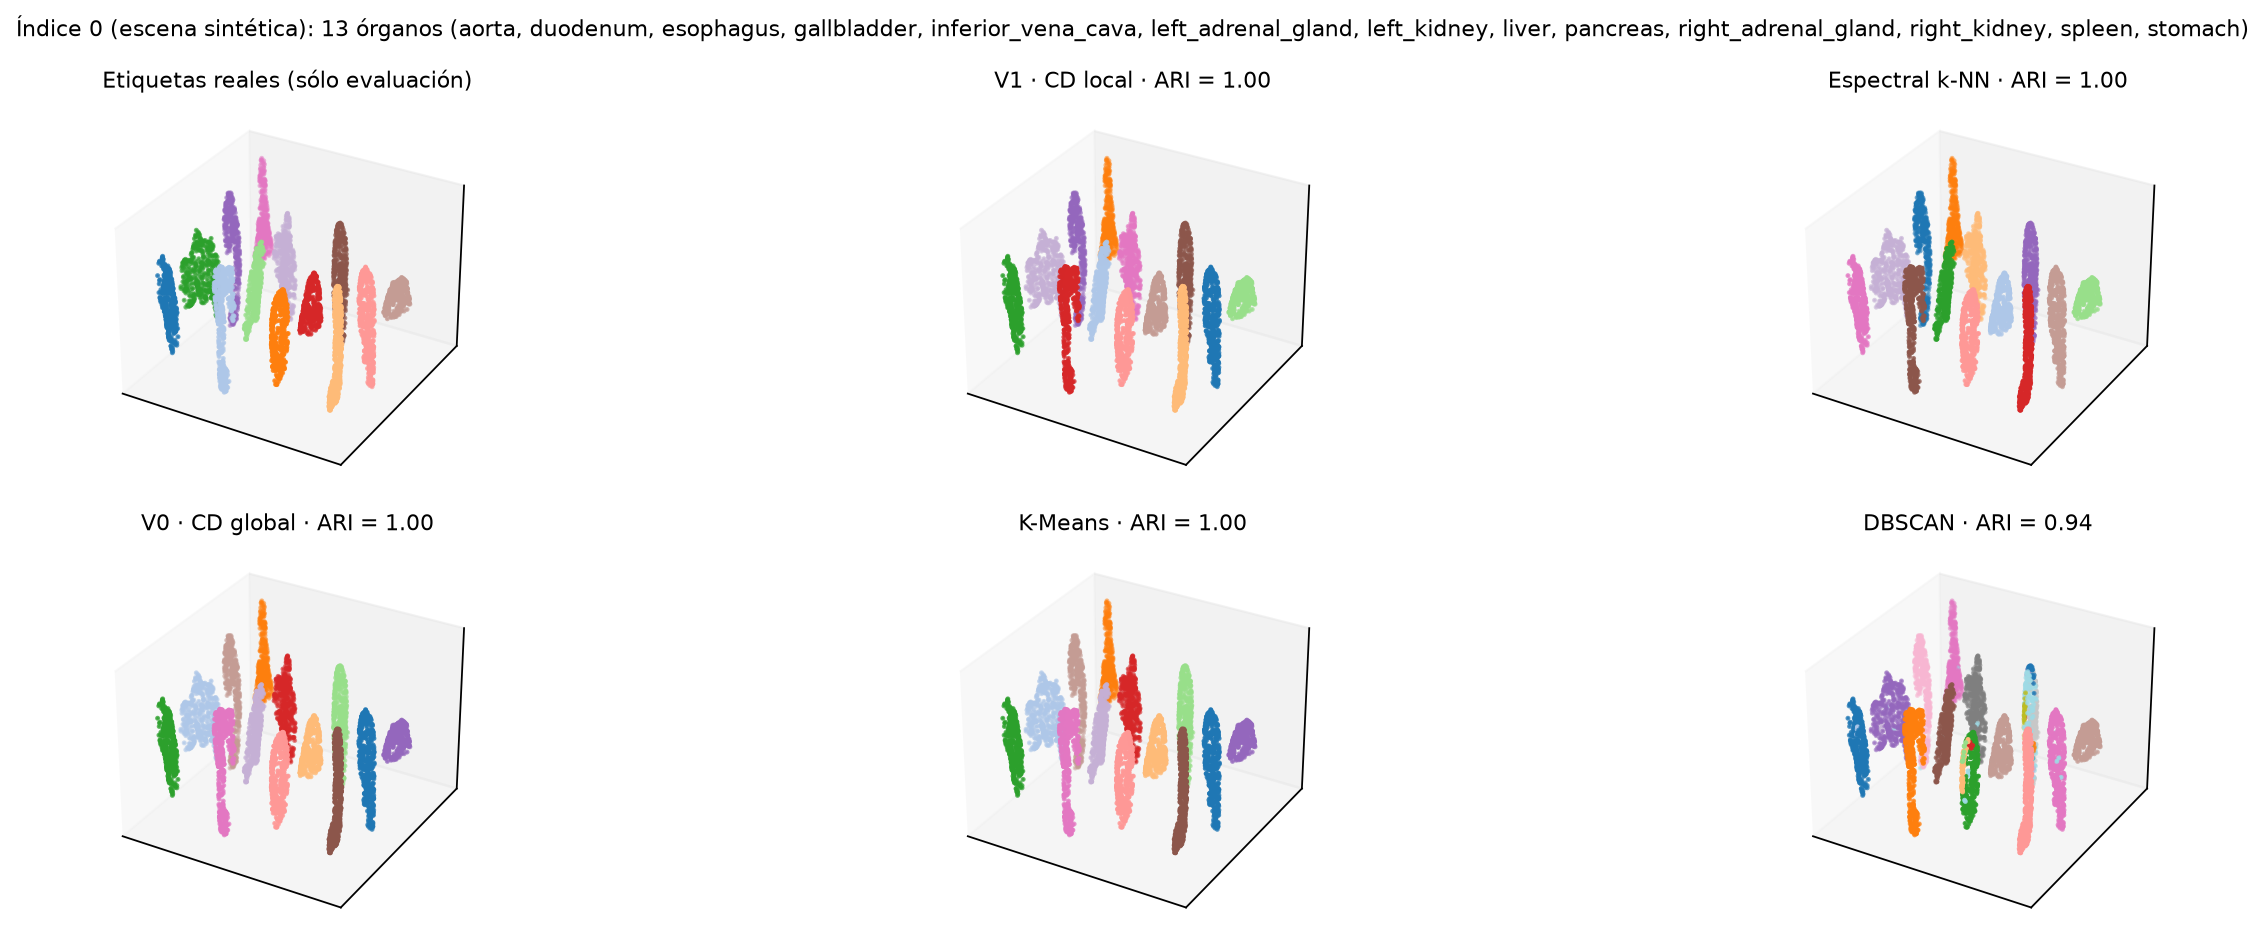 Índice 0 (escena sintética): 13 órganos (aorta, duodenum, esophagus, gallbladder, inferior_vena_cava, left_adrenal_gland, left_kidney, liver, pancreas, right_adrenal_gland, right_kidney, spleen, stomach)
Etiquetas reales (sólo evaluación)
V1 · CD local · ARI = 1.00
Espectral k-NN · ARI = 1.00
V0 · CD global · ARI = 1.00
K-Means · ARI = 1.00
DBSCAN · ARI = 0.94